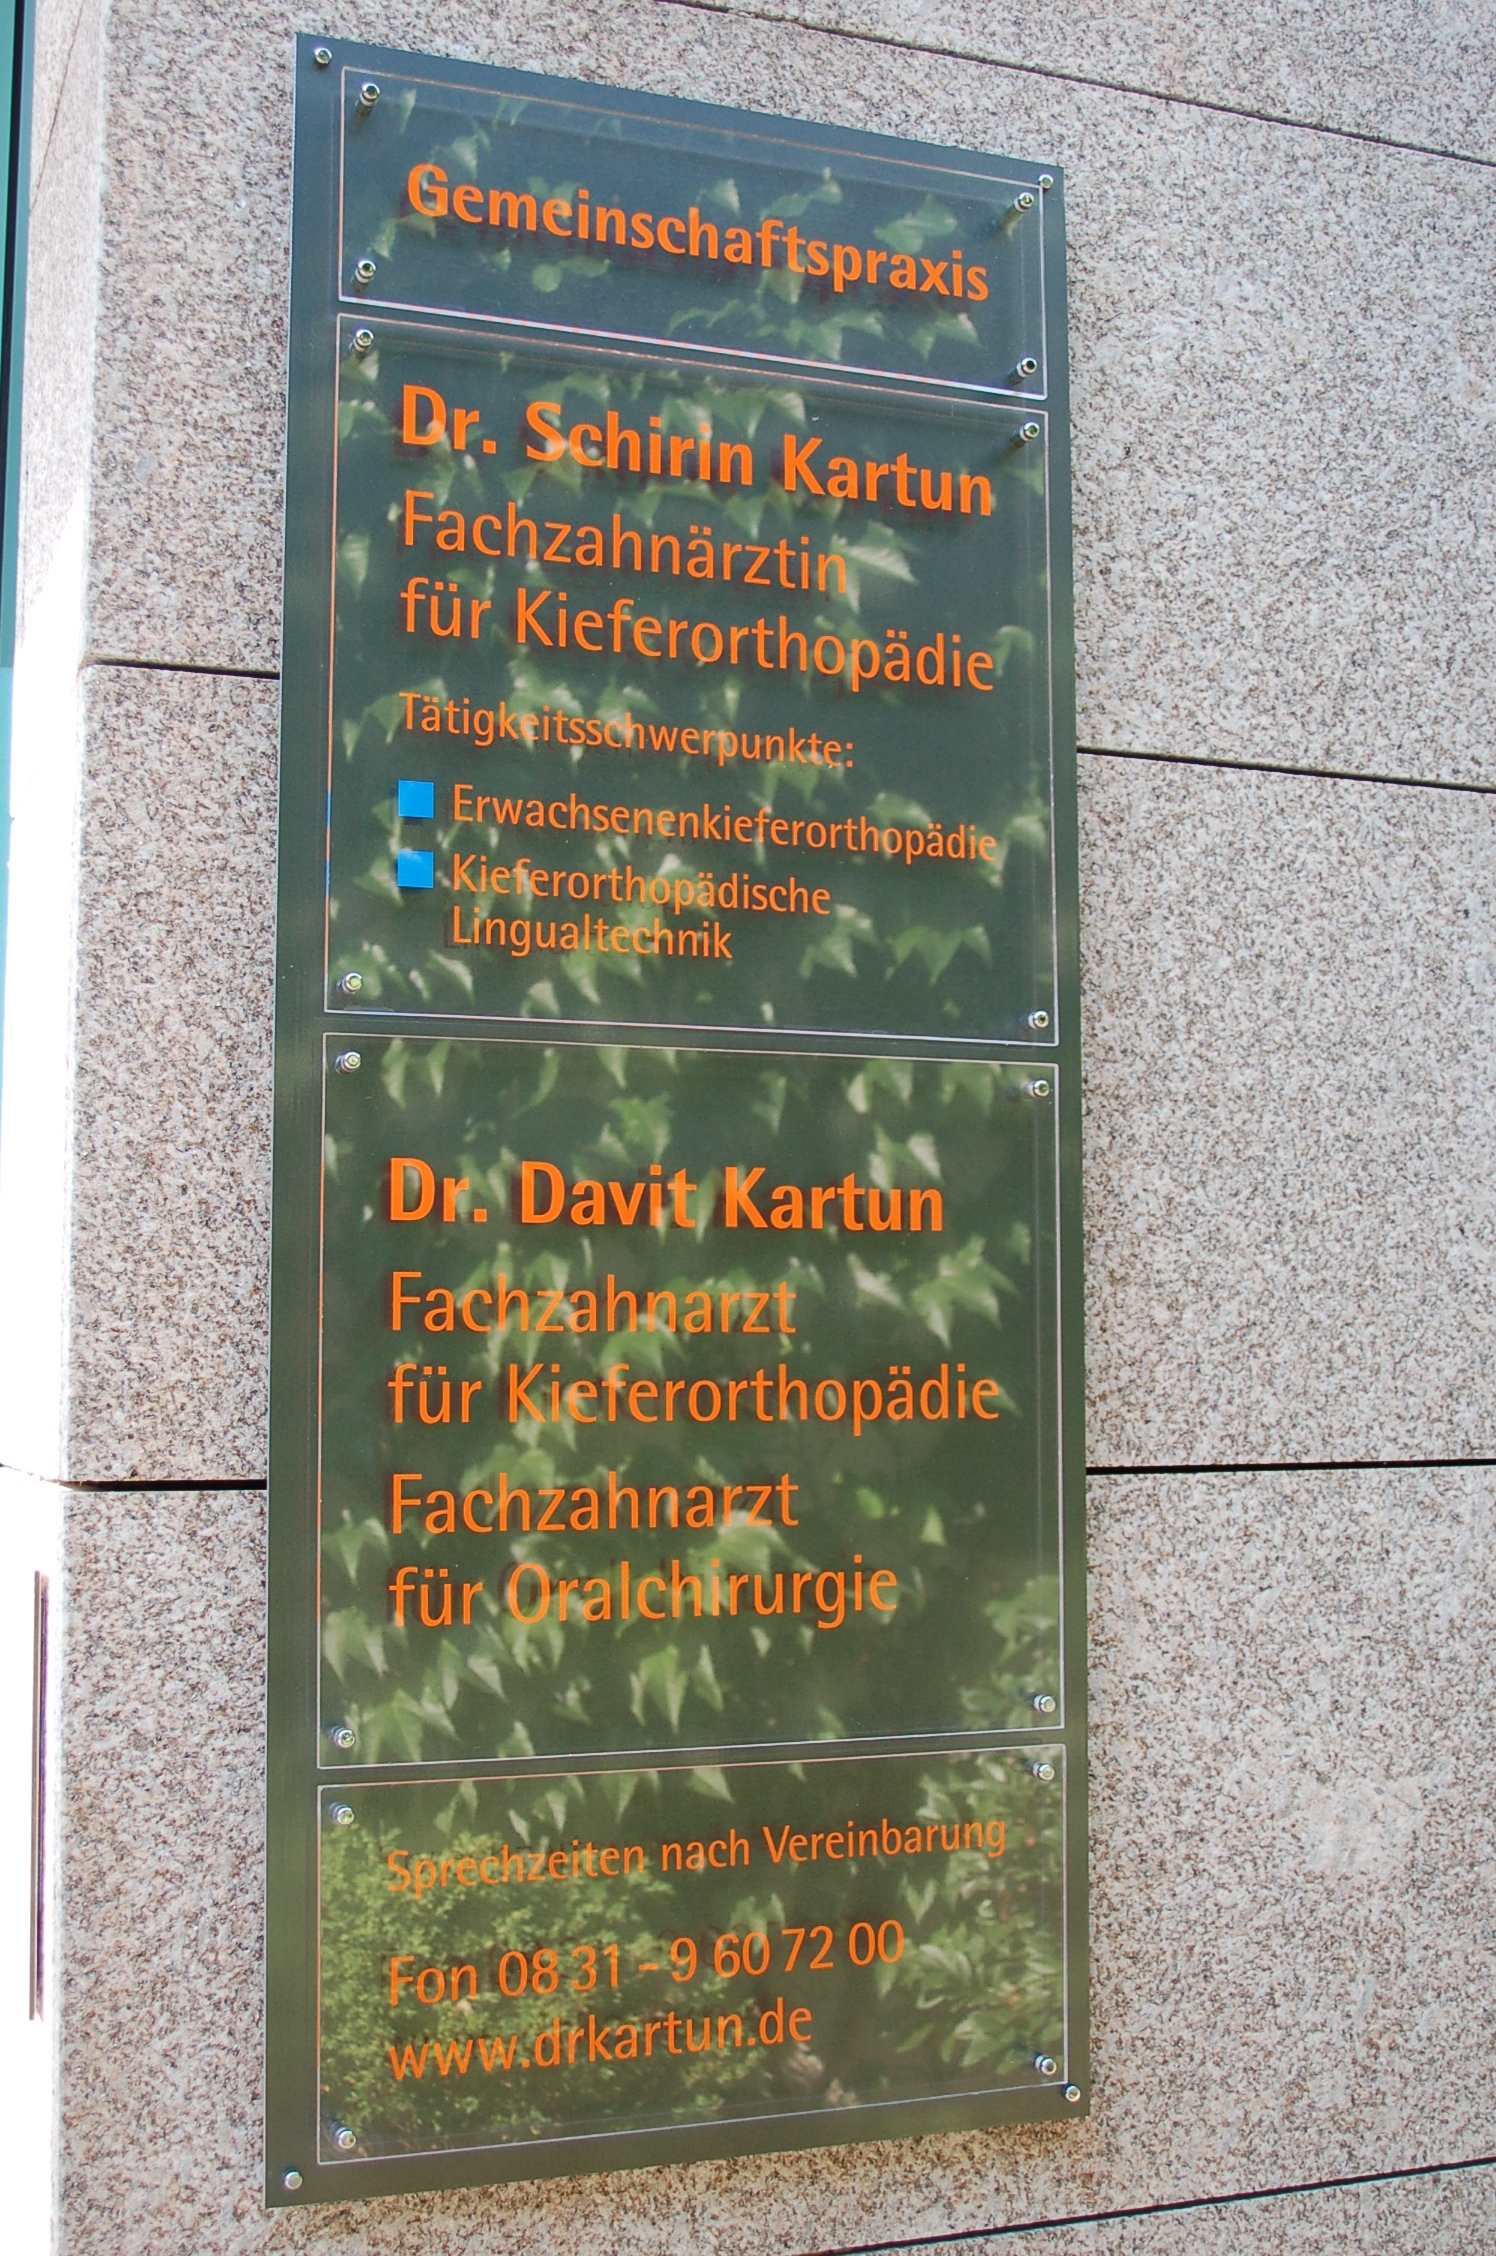 Gemeinschaftspraxis
Dr. Schirin Kartun
Fachzahnärztin
für Kieferorthopädie
Tätigkeitsschwerpunkte:
Erwachsenenkieferorthopädie
Kieferorthopädische
Lingualtechnik
Dr. Davit Kartun
Fachzahnarzt
für Kieferorthopädie
Fachzahnarzt
für Oralchirurgie
Sprechzeiten nach Vereinbarung
Fon 08 31 – 9 60 72 00
www.drkartun.de